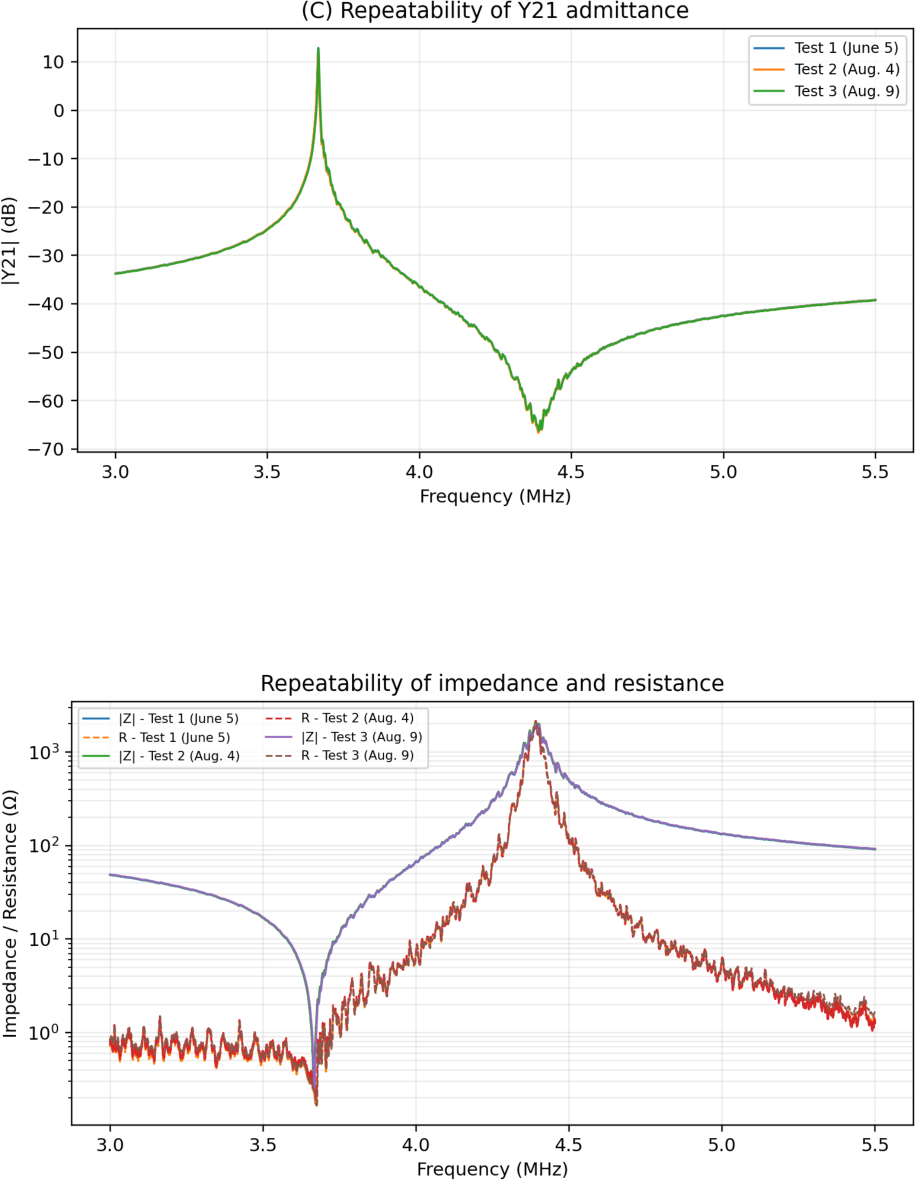 (C) Repeatability of Y21 admittance
Test 1 (June 5)
Test 2 (Aug. 4)
Test 3 (Aug. 9)
10
0
−10
−20
−30
−40
−50
−60
−70
|Y21| (dB)
3.0 3.5 4.0 4.5 5.0 5.5
Frequency (MHz)
Repeatability of impedance and resistance
|Z| - Test 1 (June 5) R - Test 2 (Aug. 4)
R - Test 1 (June 5) |Z| - Test 3 (Aug. 9)
|Z| - Test 2 (Aug. 4) R - Test 3 (Aug. 9)
10³
10²
10¹
10⁰
Impedance / Resistance (Ω)
3.0 3.5 4.0 4.5 5.0 5.5
Frequency (MHz)